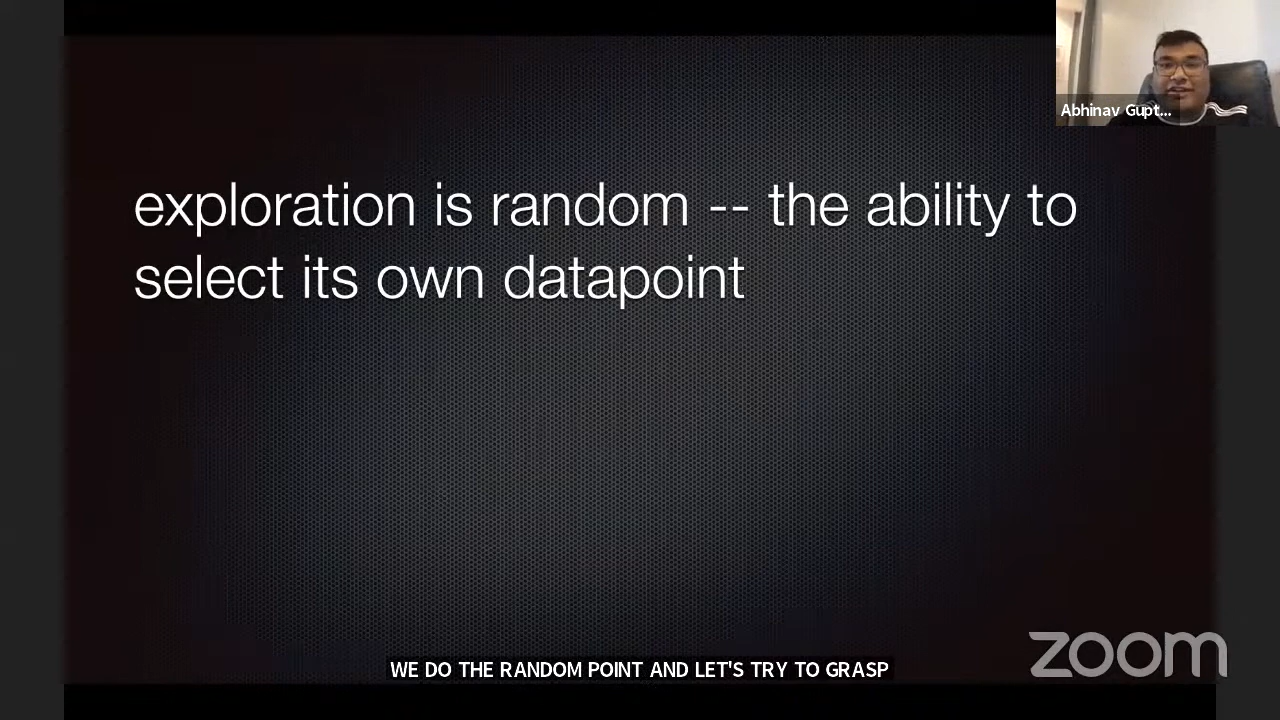 Abhinav Gupt...
exploration is random -- the ability to
select its own datapoint
WE DO THE RANDOM POINT AND LET'S TRY TO GRASP
zoom